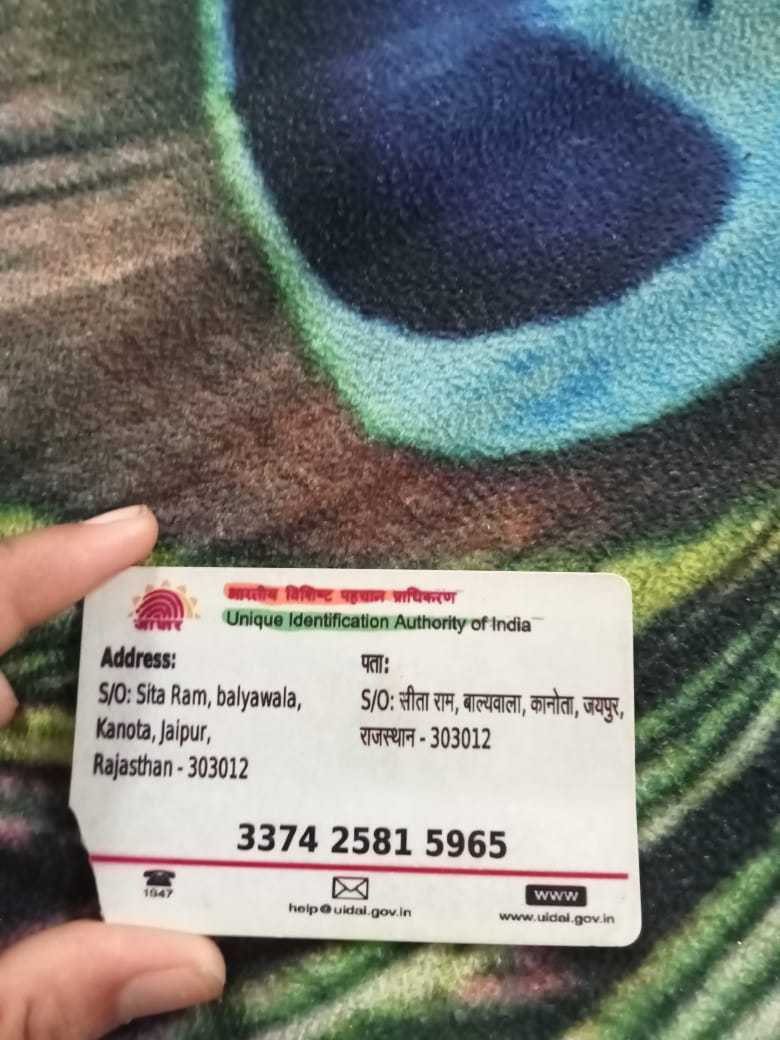 आधार
भारतीय विशिष्ट पहचान प्राधिकरण
Unique Identification Authority of India
Address:
S/O: Sita Ram, balyawala,
Kanota, Jaipur,
Rajasthan - 303012
पता:
S/O: सीता राम, बाल्यवाला, कानोता, जयपुर,
राजस्थान - 303012
3374 2581 5965
1947
help@uidai.gov.in
www
www.uidai.gov.in